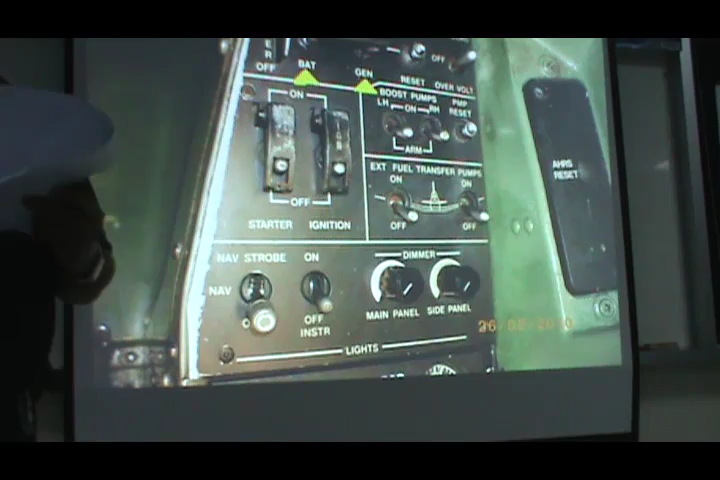 ER
OFF
BAT
GEN
RESET
OFF
OVER VOLT
ON
BOOST PUMPS
LH ON RH
PMP
RESET
ARM
OFF
STARTER IGNITION
EXT FUEL TRANSFER PUMPS
ON ON
OFF OFF
AHRS
RESET
NAV STROBE ON
NAV
OFF
INSTR
DIMMER
MAIN PANEL SIDE PANEL
LIGHTS